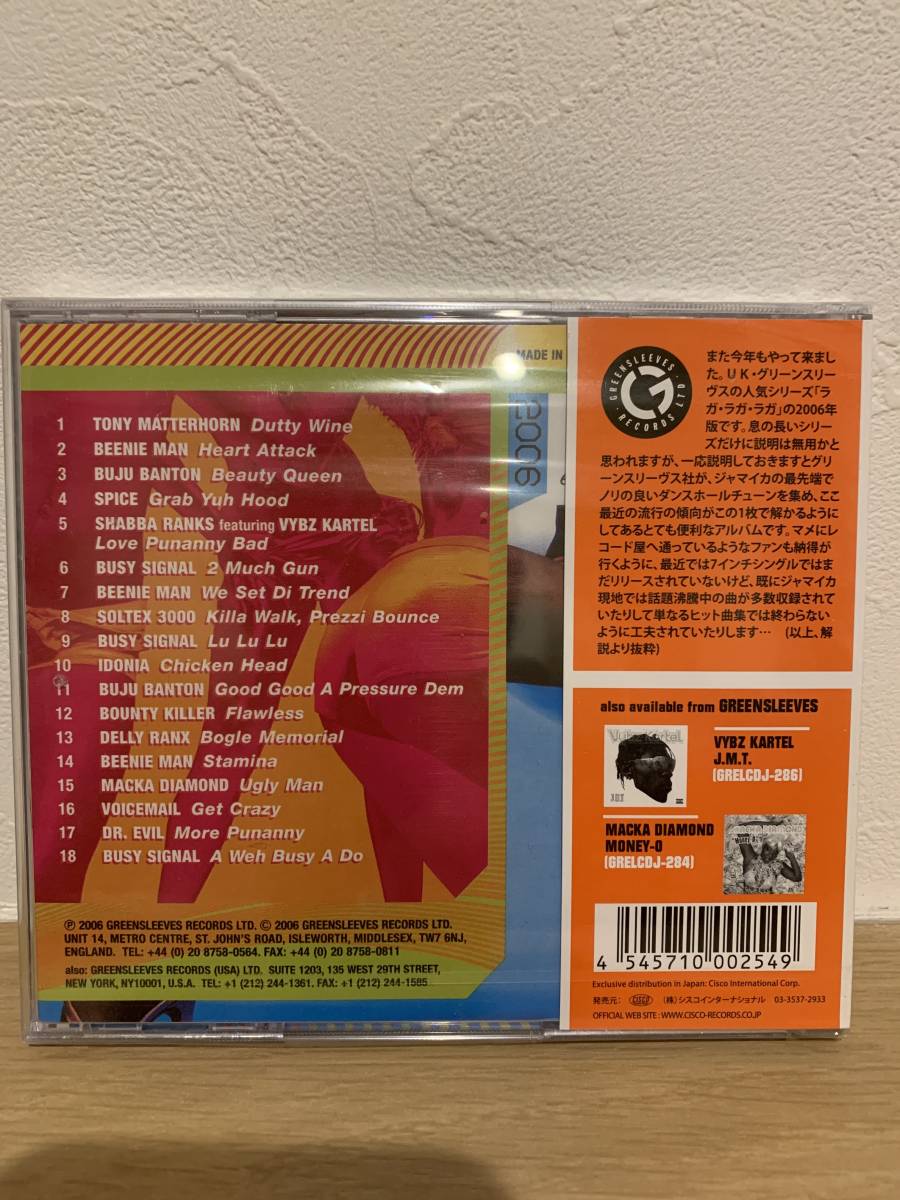 MADE IN
2006
1 TONY MATTERHORN Dutty Wine
2 BEENIE MAN Heart Attack
3 BUJU BANTON Beauty Queen
4 SPICE Grab Yuh Hood
5 SHABBA RANKS featuring VYBZ KARTEL
Love Punanny Bad
6 BUSY SIGNAL 2 Much Gun
7 BEENIE MAN We Set Di Trend
8 SOLTEX 3000 Killa Walk, Prezzi Bounce
9 BUSY SIGNAL Lu Lu Lu
10 IDONIA Chicken Head
11 BUJU BANTON Good Good A Pressure Dem
12 BOUNTY KILLER Flawless
13 DELLY RANX Bogle Memorial
14 BEENIE MAN Stamina
15 MACKA DIAMOND Ugly Man
16 VOICEMAIL Get Crazy
17 DR. EVIL More Punanny
18 BUSY SIGNAL A Weh Busy A Do
℗ 2006 GREENSLEEVES RECORDS LTD. © 2006 GREENSLEEVES RECORDS LTD.
UNIT 14, METRO CENTRE, ST. JOHN'S ROAD, ISLEWORTH, MIDDLESEX, TW7 6NJ,
ENGLAND. TEL: +44 (0) 20 8758-0564. FAX: +44 (0) 20 8758-0811
also: GREENSLEEVES RECORDS (USA) LTD. SUITE 1203, 135 WEST 29TH STREET,
NEW YORK, NY10001, U.S.A. TEL: +1 (212) 244-1361. FAX: +1 (212) 244-1585
GREENSLEEVES RECORDS LTD
また今年もやって来まし
た。UK・グリーンスリー
ヴスの人気シリーズ「ラ
ガ・ラガ・ラガ」の2006年
版です。息の長いシリー
ズだけに説明は無用かと
思われますが、一応説明しておきますとグリ
ーンスリーヴス社が、ジャマイカの最先端で
ノリの良いダンスホールチューンを集め、ここ
最近の流行の傾向がこの1枚で解かるように
してあるとても便利なアルバムです。マメにレ
コード屋へ通っているようなファンも納得が
行くように、最近では7インチシングルではま
だリリースされていないけど、既にジャマイカ
現地では話題沸騰中の曲が多数収録されて
いたりして単なるヒット曲集では終わらない
ように工夫されていたりします… (以上、解
説より抜粋)
also available from GREENSLEEVES
VYBZ KARTEL
J.M.T.
(GRELCDJ-286)
MACKA DIAMOND
MONEY-O
(GRELCDJ-284)
4 545710 002549
Exclusive distribution in Japan: Cisco International Corp.
発売元: CISCO (株)シスコインターナショナル 03-3537-2933
OFFICIAL WEB SITE : WWW.CISCO-RECORDS.CO.JP